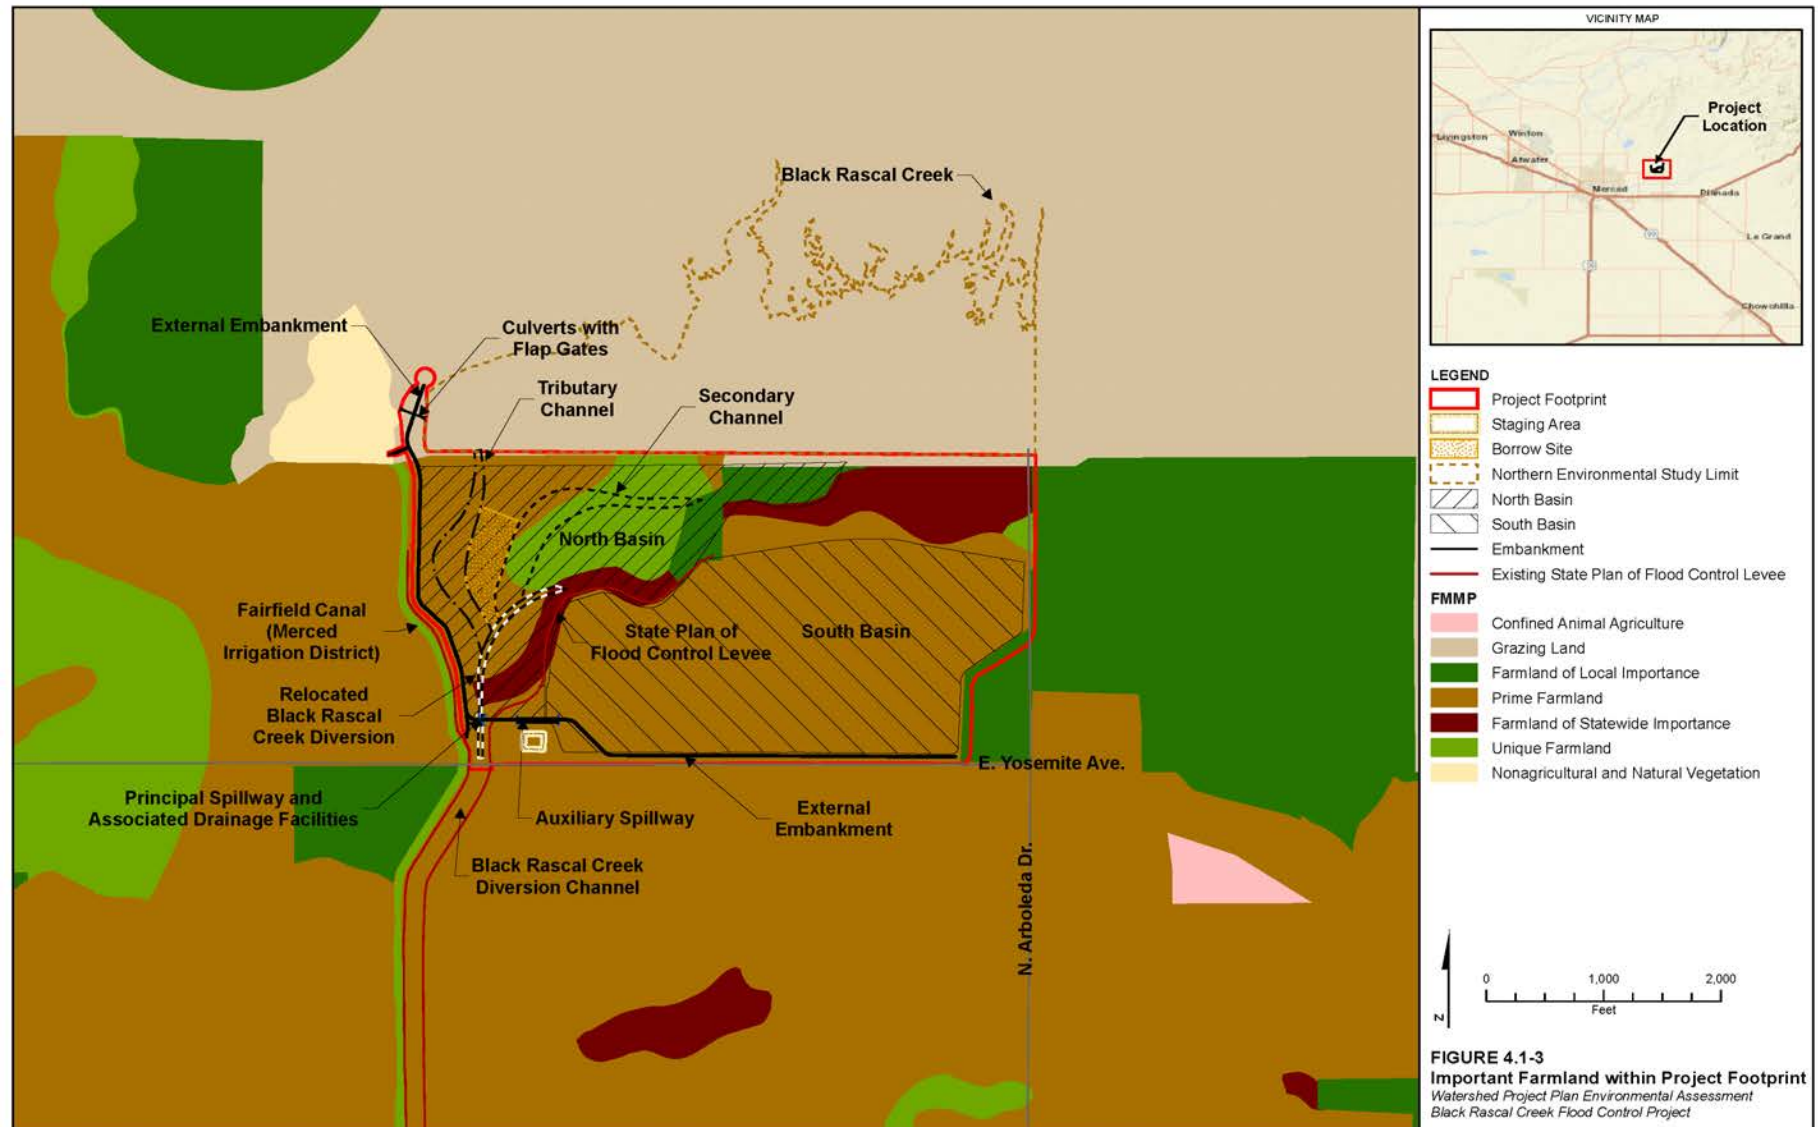 Black Rascal Creek
External Embankment
Culverts with
Flap Gates
Tributary
Channel
Secondary
Channel
North Basin
Fairfield Canal
(Merced
Irrigation District)
State Plan of
Flood Control Levee
South Basin
Relocated
Black Rascal
Creek Diversion
E. Yosemite Ave.
Principal Spillway and
Associated Drainage Facilities
Auxiliary Spillway
External
Embankment
Black Rascal Creek
Diversion Channel
N. Arboleda Dr.
VICINITY MAP
Project
Location
Livingston
Winton
Atwater
Merced
Planada
99
Le Grand
Chowchilla
LEGEND
Project Footprint
Staging Area
Borrow Site
Northern Environmental Study Limit
North Basin
South Basin
Embankment
Existing State Plan of Flood Control Levee
FMMP
Confined Animal Agriculture
Grazing Land
Farmland of Local Importance
Prime Farmland
Farmland of Statewide Importance
Unique Farmland
Nonagricultural and Natural Vegetation
N
0 1,000 2,000
Feet
FIGURE 4.1-3
Important Farmland within Project Footprint
Watershed Project Plan Environmental Assessment
Black Rascal Creek Flood Control Project